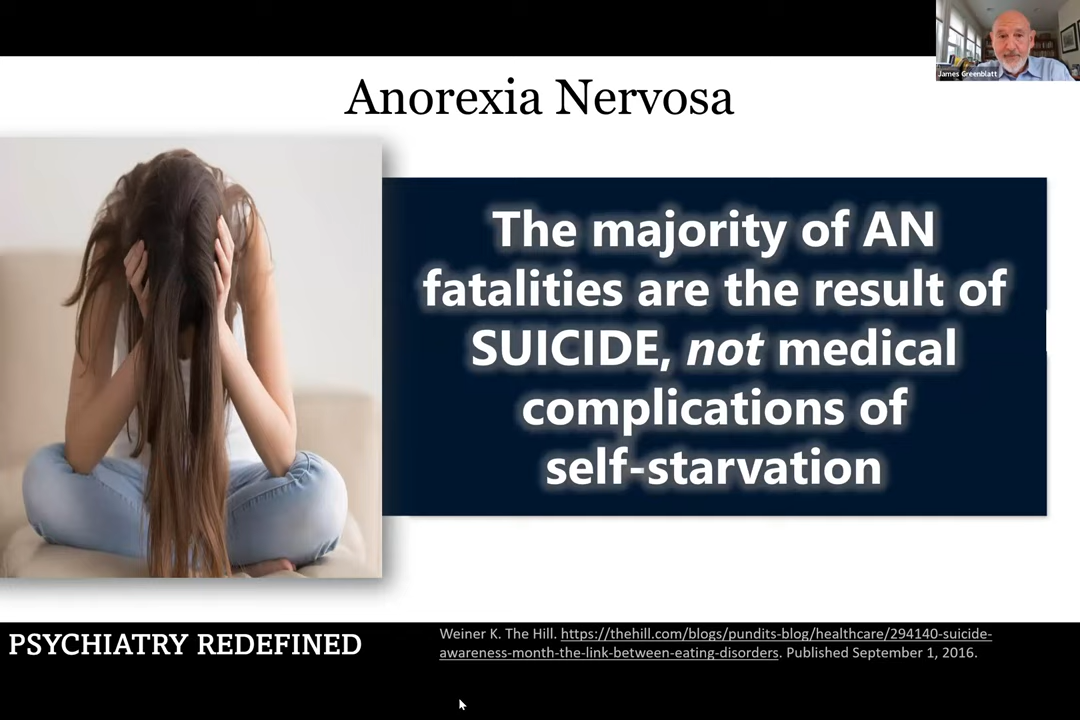 James Greenblatt
Anorexia Nervosa
The majority of AN
fatalities are the result of
SUICIDE, not medical
complications of
self-starvation
PSYCHIATRY REDEFINED
Weiner K. The Hill. https://thehill.com/blogs/pundits-blog/healthcare/294140-suicide-
awareness-month-the-link-between-eating-disorders. Published September 1, 2016.